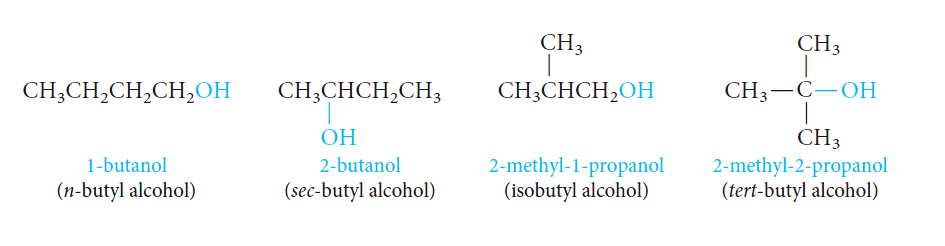 CH₃CH₂CH₂CH₂OH
1-butanol
(n-butyl alcohol)
CH₃CHCH₂CH₃
OH
2-butanol
(sec-butyl alcohol)
CH₃
CH₃CHCH₂OH
2-methyl-1-propanol
(isobutyl alcohol)
CH₃
CH₃—C—OH
CH₃
2-methyl-2-propanol
(tert-butyl alcohol)